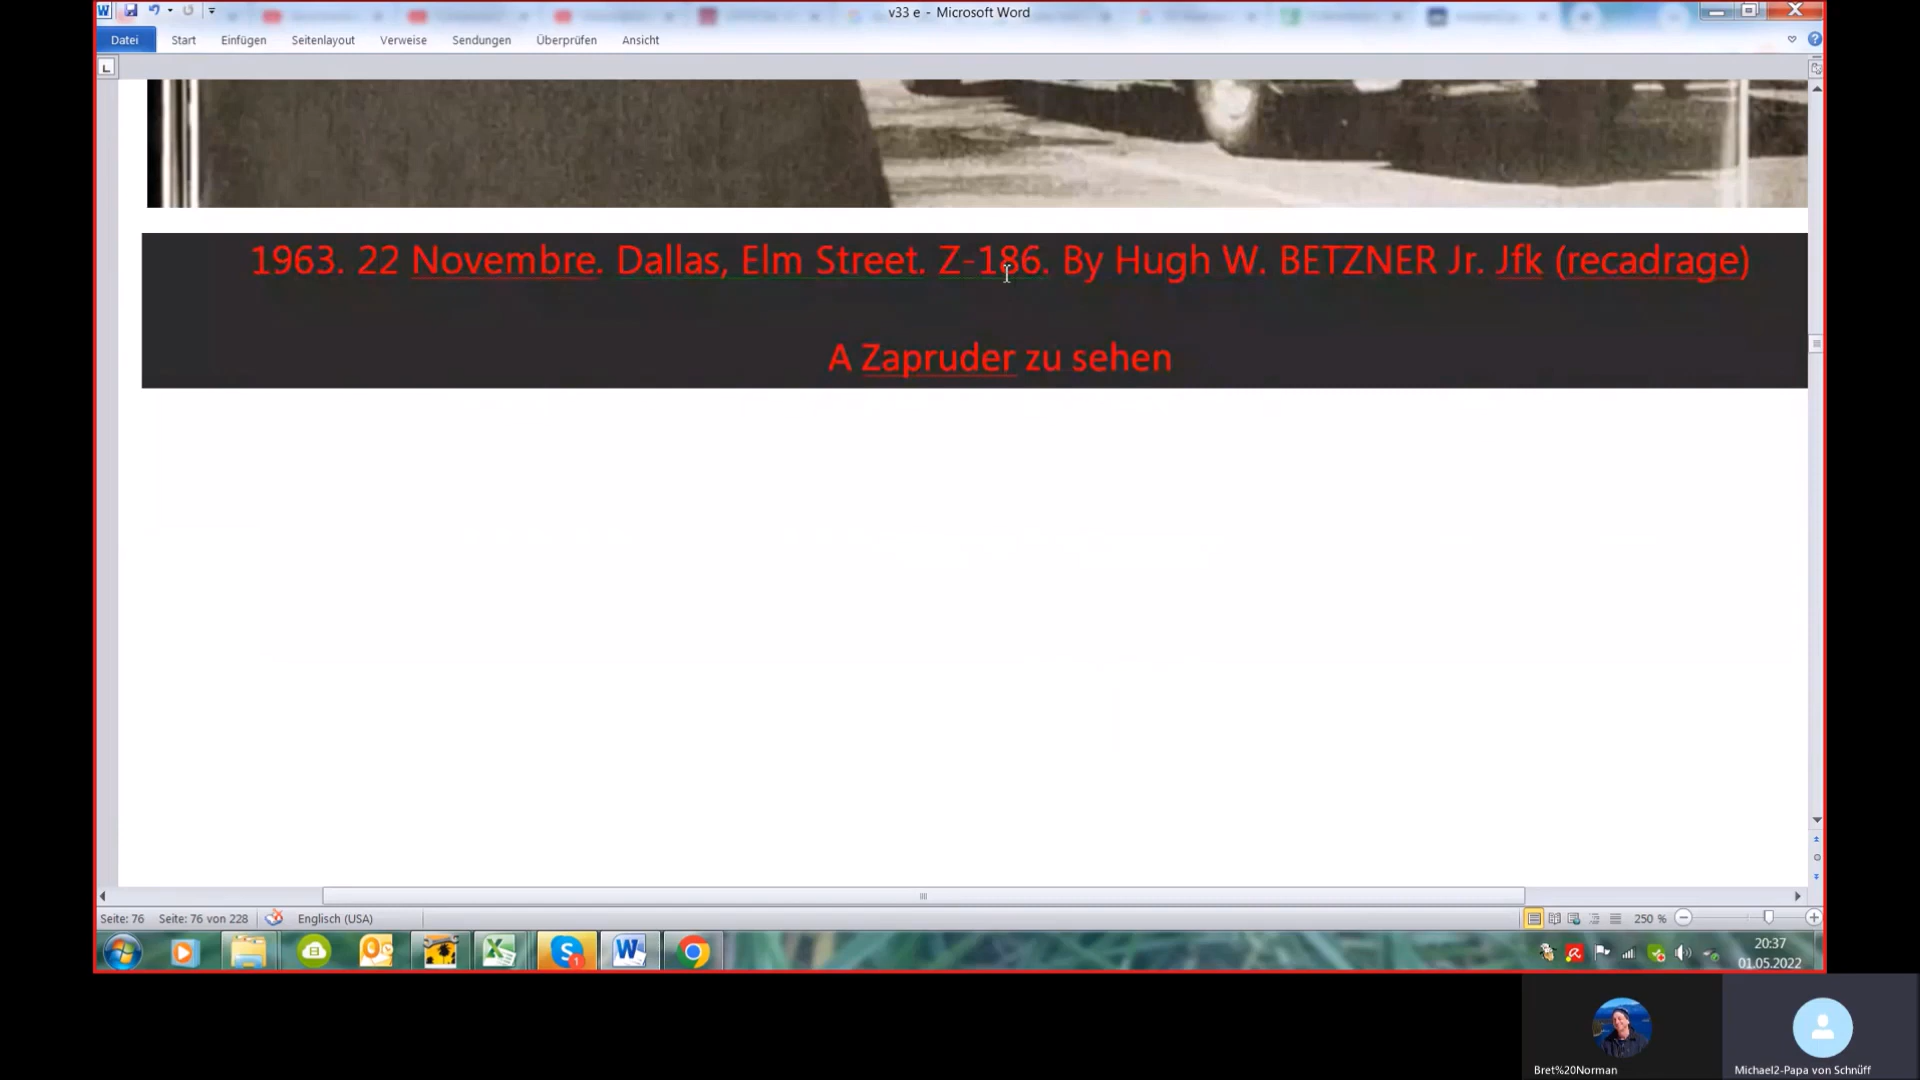 v33 e - Microsoft Word
Datei Start Einfügen Seitenlayout Verweise Sendungen Überprüfen Ansicht
1963. 22 Novembre. Dallas, Elm Street. Z-186. By Hugh W. BETZNER Jr. Jfk (recadrage)
A Zapruder zu sehen
Seite: 76 Seite: 76 von 228 Englisch (USA) 250 %
20:37
01.05.2022
Bret%20Norman Michael2-Papa von Schnüff